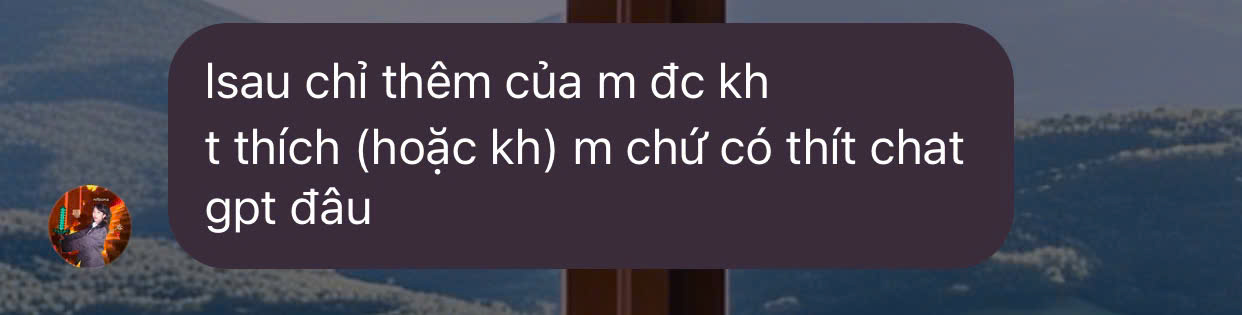 lsau chỉ thêm của m đc kh
t thích (hoặc kh) m chứ có thít chat
gpt đâu